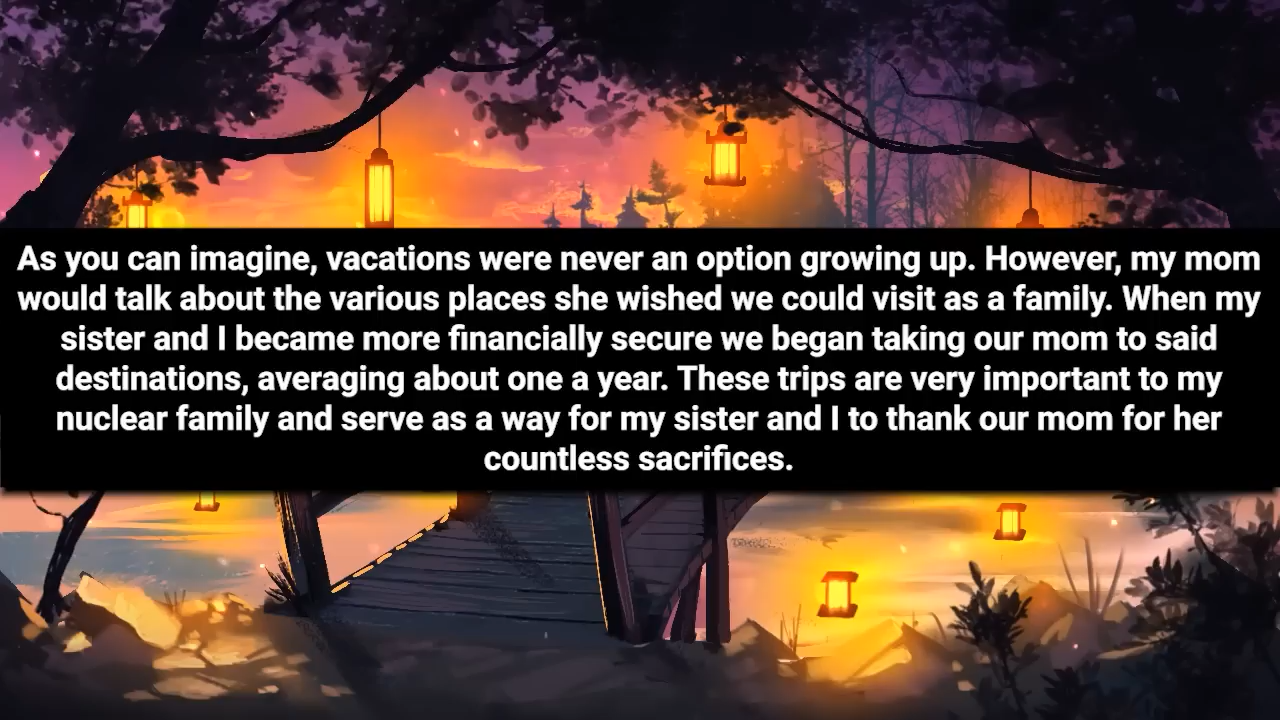 As you can imagine, vacations were never an option growing up. However, my mom
would talk about the various places she wished we could visit as a family. When my
sister and I became more financially secure we began taking our mom to said
destinations, averaging about one a year. These trips are very important to my
nuclear family and serve as a way for my sister and I to thank our mom for her
countless sacrifices.